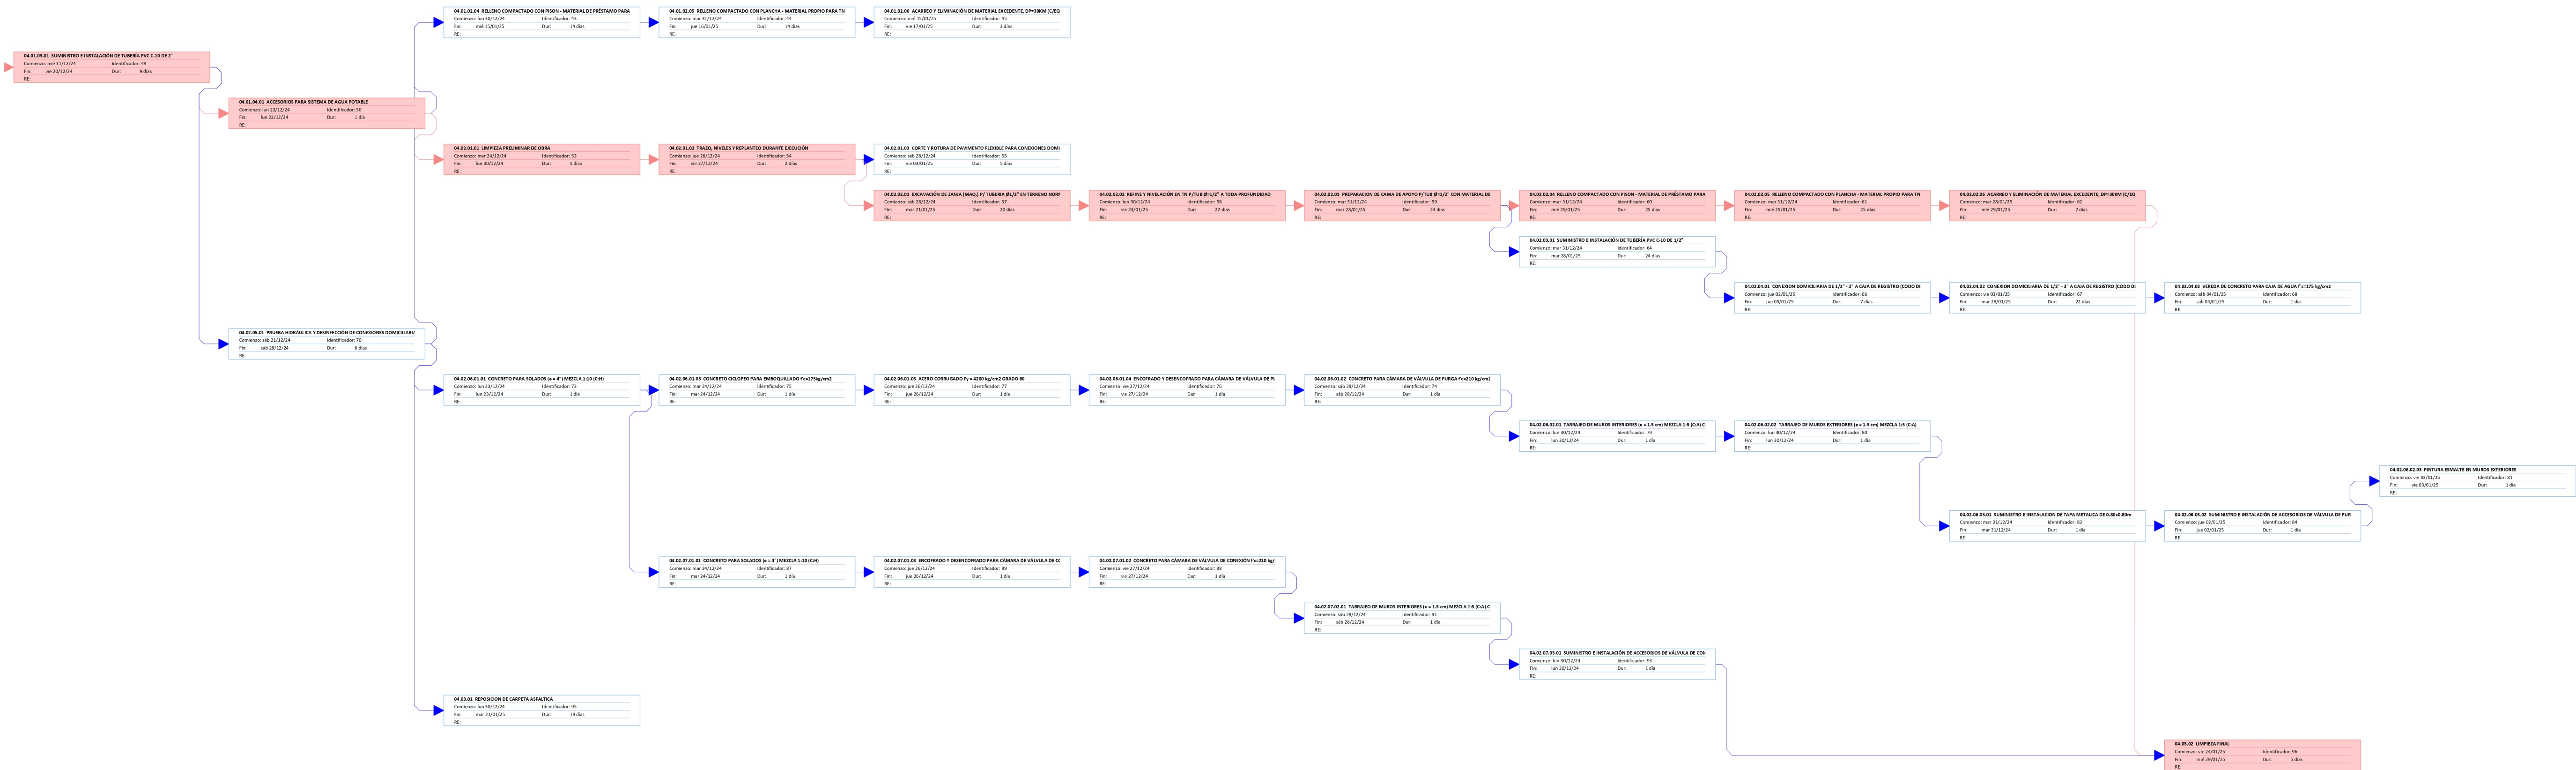 04.01.02.04 RELLENO COMPACTADO CON PISON - MATERIAL DE PRÉSTAMO PARA
Comienzo: lun 30/12/24 Identificador: 43
Fin: mié 15/01/25 Dur: 14 días
RE:
04.01.02.05 RELLENO COMPACTADO CON PLANCHA - MATERIAL PROPIO PARA TN
Comienzo: mar 31/12/24 Identificador: 44
Fin: jue 16/01/25 Dur: 14 días
RE:
04.01.02.06 ACARREO Y ELIMINACIÓN DE MATERIAL EXCEDENTE, DP=30KM (C/EQ
Comienzo: mié 15/01/25 Identificador: 45
Fin: vie 17/01/25 Dur: 3 días
RE:
04.01.03.01 SUMINISTRO E INSTALACIÓN DE TUBERÍA PVC C-10 DE 2"
Comienzo: mié 11/12/24 Identificador: 48
Fin: vie 20/12/24 Dur: 9 días
RE:
04.01.04.01 ACCESORIOS PARA SISTEMA DE AGUA POTABLE
Comienzo: lun 23/12/24 Identificador: 50
Fin: lun 23/12/24 Dur: 1 día
RE:
04.02.01.01 LIMPIEZA PRELIMINAR DE OBRA
Comienzo: mar 24/12/24 Identificador: 53
Fin: lun 30/12/24 Dur: 5 días
RE:
04.02.01.02 TRAZO, NIVELES Y REPLANTEO DURANTE EJECUCIÓN
Comienzo: jue 26/12/24 Identificador: 54
Fin: vie 27/12/24 Dur: 2 días
RE:
04.02.01.03 CORTE Y ROTURA DE PAVIMENTO FLEXIBLE PARA CONEXIONES DOMI
Comienzo: sáb 28/12/24 Identificador: 55
Fin: vie 03/01/25 Dur: 5 días
RE:
04.02.02.01 EXCAVACIÓN DE ZANJA (MAQ.) P/ TUBERIA Ø1/2" EN TERRENO NORM
Comienzo: sáb 28/12/24 Identificador: 57
Fin: mar 21/01/25 Dur: 20 días
RE:
04.02.02.02 REFINE Y NIVELACIÓN EN TN P/TUB Ø=1/2" A TODA PROFUNDIDAD
Comienzo: lun 30/12/24 Identificador: 58
Fin: vie 24/01/25 Dur: 22 días
RE:
04.02.02.03 PREPARACION DE CAMA DE APOYO P/TUB Ø=1/2" CON MATERIAL DE
Comienzo: mar 31/12/24 Identificador: 59
Fin: mar 28/01/25 Dur: 24 días
RE:
04.02.02.04 RELLENO COMPACTADO CON PISON - MATERIAL DE PRÉSTAMO PARA
Comienzo: mar 31/12/24 Identificador: 60
Fin: mié 29/01/25 Dur: 25 días
RE:
04.02.02.05 RELLENO COMPACTADO CON PLANCHA - MATERIAL PROPIO PARA TN
Comienzo: mar 31/12/24 Identificador: 61
Fin: mié 29/01/25 Dur: 25 días
RE:
04.02.02.06 ACARREO Y ELIMINACIÓN DE MATERIAL EXCEDENTE, DP=30KM (C/EQ
Comienzo: mar 28/01/25 Identificador: 62
Fin: mié 29/01/25 Dur: 2 días
RE:
04.02.03.01 SUMINISTRO E INSTALACIÓN DE TUBERÍA PVC C-10 DE 1/2"
Comienzo: mar 31/12/24 Identificador: 64
Fin: mar 28/01/25 Dur: 24 días
RE:
04.02.04.01 CONEXION DOMICILIARIA DE 1/2" - 2" A CAJA DE REGISTRO (CODO DI
Comienzo: jue 02/01/25 Identificador: 66
Fin: jue 09/01/25 Dur: 7 días
RE:
04.02.04.02 CONEXION DOMICILIARIA DE 1/2" - 3" A CAJA DE REGISTRO (CODO DI
Comienzo: vie 03/01/25 Identificador: 67
Fin: mar 28/01/25 Dur: 22 días
RE:
04.02.04.03 VEREDA DE CONCRETO PARA CAJA DE AGUA f'c=175 kg/cm2
Comienzo: sáb 04/01/25 Identificador: 68
Fin: sáb 04/01/25 Dur: 1 día
RE:
04.02.05.01 PRUEBA HIDRÁULICA Y DESINFECCIÓN DE CONEXIONES DOMICILIARIA
Comienzo: sáb 21/12/24 Identificador: 70
Fin: sáb 28/12/24 Dur: 6 días
RE:
04.02.06.01.01 CONCRETO PARA SOLADOS (e = 4") MEZCLA 1:10 (C:H)
Comienzo: lun 23/12/24 Identificador: 73
Fin: lun 23/12/24 Dur: 1 día
RE:
04.02.06.01.03 CONCRETO CICLOPEO PARA EMBOQUILLADO f'c=175kg/cm2
Comienzo: mar 24/12/24 Identificador: 75
Fin: mar 24/12/24 Dur: 1 día
RE:
04.02.06.01.05 ACERO CORRUGADO Fy = 4200 kg/cm2 GRADO 60
Comienzo: jue 26/12/24 Identificador: 77
Fin: jue 26/12/24 Dur: 1 día
RE:
04.02.06.01.04 ENCOFRADO Y DESENCOFRADO PARA CÁMARA DE VÁLVULA DE PU
Comienzo: vie 27/12/24 Identificador: 76
Fin: vie 27/12/24 Dur: 1 día
RE:
04.02.06.01.02 CONCRETO PARA CÁMARA DE VÁLVULA DE PURGA f'c=210 kg/cm2
Comienzo: sáb 28/12/24 Identificador: 74
Fin: sáb 28/12/24 Dur: 1 día
RE:
04.02.06.02.01 TARRAJEO DE MUROS INTERIORES (e = 1.5 cm) MEZCLA 1:5 (C:A) C
Comienzo: lun 30/12/24 Identificador: 79
Fin: lun 30/12/24 Dur: 1 día
RE:
04.02.06.02.02 TARRAJEO DE MUROS EXTERIORES (e = 1.5 cm) MEZCLA 1:5 (C:A)
Comienzo: lun 30/12/24 Identificador: 80
Fin: lun 30/12/24 Dur: 1 día
RE:
04.02.06.02.03 PINTURA ESMALTE EN MUROS EXTERIORES
Comienzo: vie 03/01/25 Identificador: 81
Fin: vie 03/01/25 Dur: 1 día
RE:
04.02.06.03.01 SUMINISTRO E INSTALACION DE TAPA METALICA DE 0.80x0.80m
Comienzo: mar 31/12/24 Identificador: 83
Fin: mar 31/12/24 Dur: 1 día
RE:
04.02.06.03.02 SUMINISTRO E INSTALACIÓN DE ACCESORIOS DE VÁLVULA DE PUR
Comienzo: jue 02/01/25 Identificador: 84
Fin: jue 02/01/25 Dur: 1 día
RE:
04.02.07.01.01 CONCRETO PARA SOLADOS (e = 4") MEZCLA 1:10 (C:H)
Comienzo: mar 24/12/24 Identificador: 87
Fin: mar 24/12/24 Dur: 1 día
RE:
04.02.07.01.03 ENCOFRADO Y DESENCOFRADO PARA CÁMARA DE VÁLVULA DE CO
Comienzo: jue 26/12/24 Identificador: 89
Fin: jue 26/12/24 Dur: 1 día
RE:
04.02.07.01.02 CONCRETO PARA CÁMARA DE VÁLVULA DE CONEXIÓN f'c=210 kg/
Comienzo: vie 27/12/24 Identificador: 88
Fin: vie 27/12/24 Dur: 1 día
RE:
04.02.07.02.01 TARRAJEO DE MUROS INTERIORES (e = 1.5 cm) MEZCLA 1:5 (C:A) C
Comienzo: sáb 28/12/24 Identificador: 91
Fin: sáb 28/12/24 Dur: 1 día
RE:
04.02.07.03.01 SUMINISTRO E INSTALACIÓN DE ACCESORIOS DE VÁLVULA DE CON
Comienzo: lun 30/12/24 Identificador: 93
Fin: lun 30/12/24 Dur: 1 día
RE:
04.03.01 REPOSICION DE CARPETA ASFALTICA
Comienzo: lun 30/12/24 Identificador: 95
Fin: mar 21/01/25 Dur: 19 días
RE:
04.03.02 LIMPIEZA FINAL
Comienzo: vie 24/01/25 Identificador: 96
Fin: mié 29/01/25 Dur: 5 días
RE: